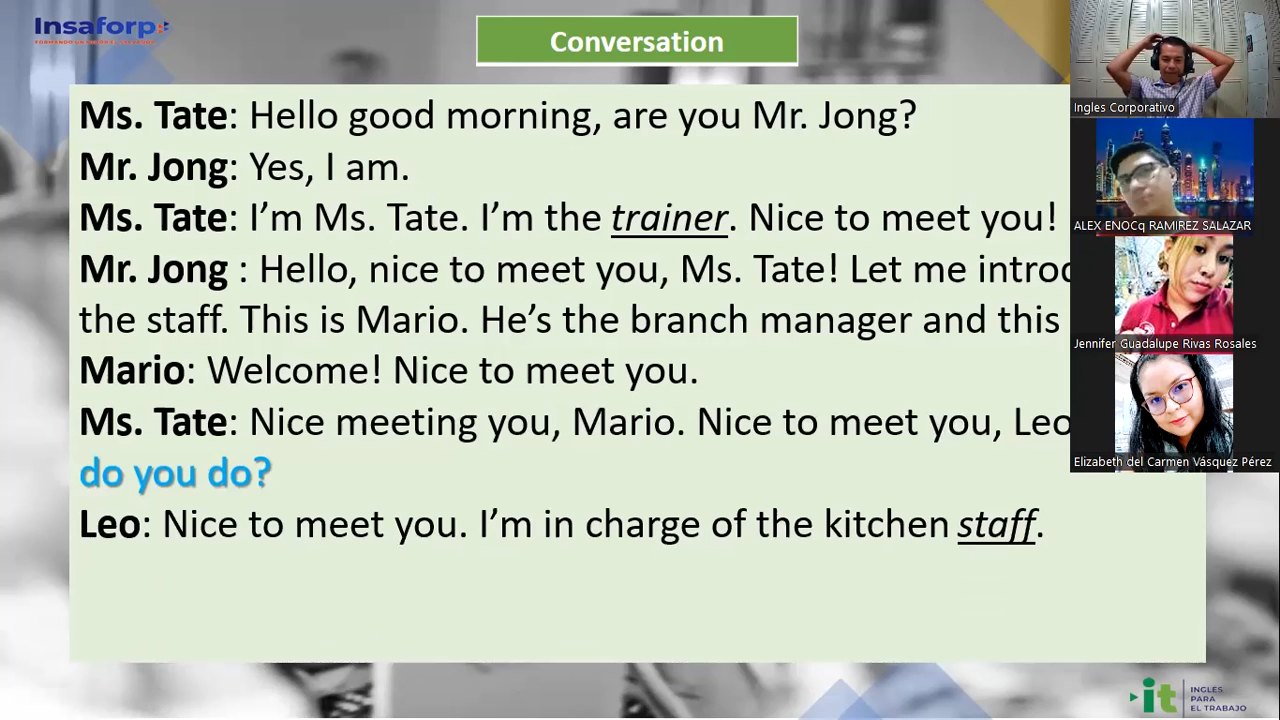 Insaforp
Conversation
Ms. Tate: Hello good morning, are you Mr. Jong?
Mr. Jong: Yes, I am.
Ms. Tate: I’m Ms. Tate. I’m the trainer. Nice to meet you!
Mr. Jong : Hello, nice to meet you, Ms. Tate! Let me
the staff. This is Mario. He’s the branch manager and this
Mario: Welcome! Nice to meet you.
Ms. Tate: Nice meeting you, Mario. Nice to meet you, Leo
do you do?
Leo: Nice to meet you. I’m in charge of the kitchen staff.
Ingles Corporativo
ALEX ENOCq RAMIREZ SALAZAR
Jennifer Guadalupe Rivas Rosales
Elizabeth del Carmen Vásquez Pérez
it
INGLES
PARA
EL TRABAJO